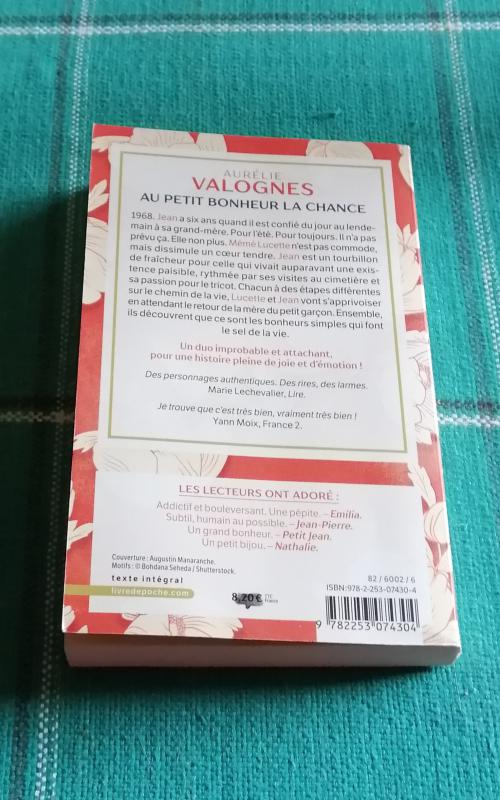 AURÉLIE
VALOGNES
AU PETIT BONHEUR LA CHANCE
1968. Jean a six ans quand il est confié du jour au lende-
main à sa grand-mère. Pour l'été. Pour toujours. Il n'a pas
prévu ça. Elle non plus. Mémé Lucette n'est pas commode,
mais dissimule un cœur tendre. Jean est un tourbillon
de fraîcheur pour celle qui vivait auparavant une exis-
tence paisible, rythmée par ses visites au cimetière et
sa passion pour le tricot. Chacun à des étapes différentes
sur le chemin de la vie, Lucette et Jean vont s'apprivoiser
en attendant le retour de la mère du petit garçon. Ensemble,
ils découvrent que ce sont les bonheurs simples qui font
le sel de la vie.
Un duo improbable et attachant,
pour une histoire pleine de joie et d'émotion !
Des personnages authentiques. Des rires, des larmes.
Marie Lechevalier, Lire.
Je trouve que c'est très bien, vraiment très bien !
Yann Moix, France 2.
LES LECTEURS ONT ADORÉ :
Addictif et bouleversant. Une pépite. – Emilia.
Subtil, humain au possible. – Jean-Pierre.
Un grand bonheur. – Petit Jean.
Un petit bijou. – Nathalie.
Couverture : Augustin Manaranche.
Motifs : © Bohdana Seheda / Shutterstock.
texte intégral
livredepoche.com
8,20 €
France
82 / 6002 / 6
ISBN:978-2-253-07430-4
9 782253 074304